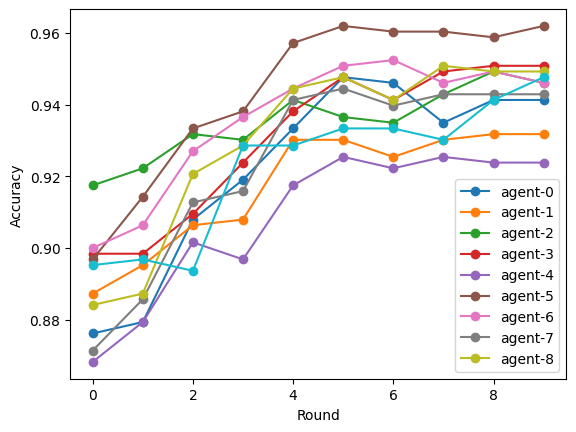 0.96
0.94
0.92
0.90
0.88
Accuracy
0 2 4 6 8
Round
agent-0
agent-1
agent-2
agent-3
agent-4
agent-5
agent-6
agent-7
agent-8